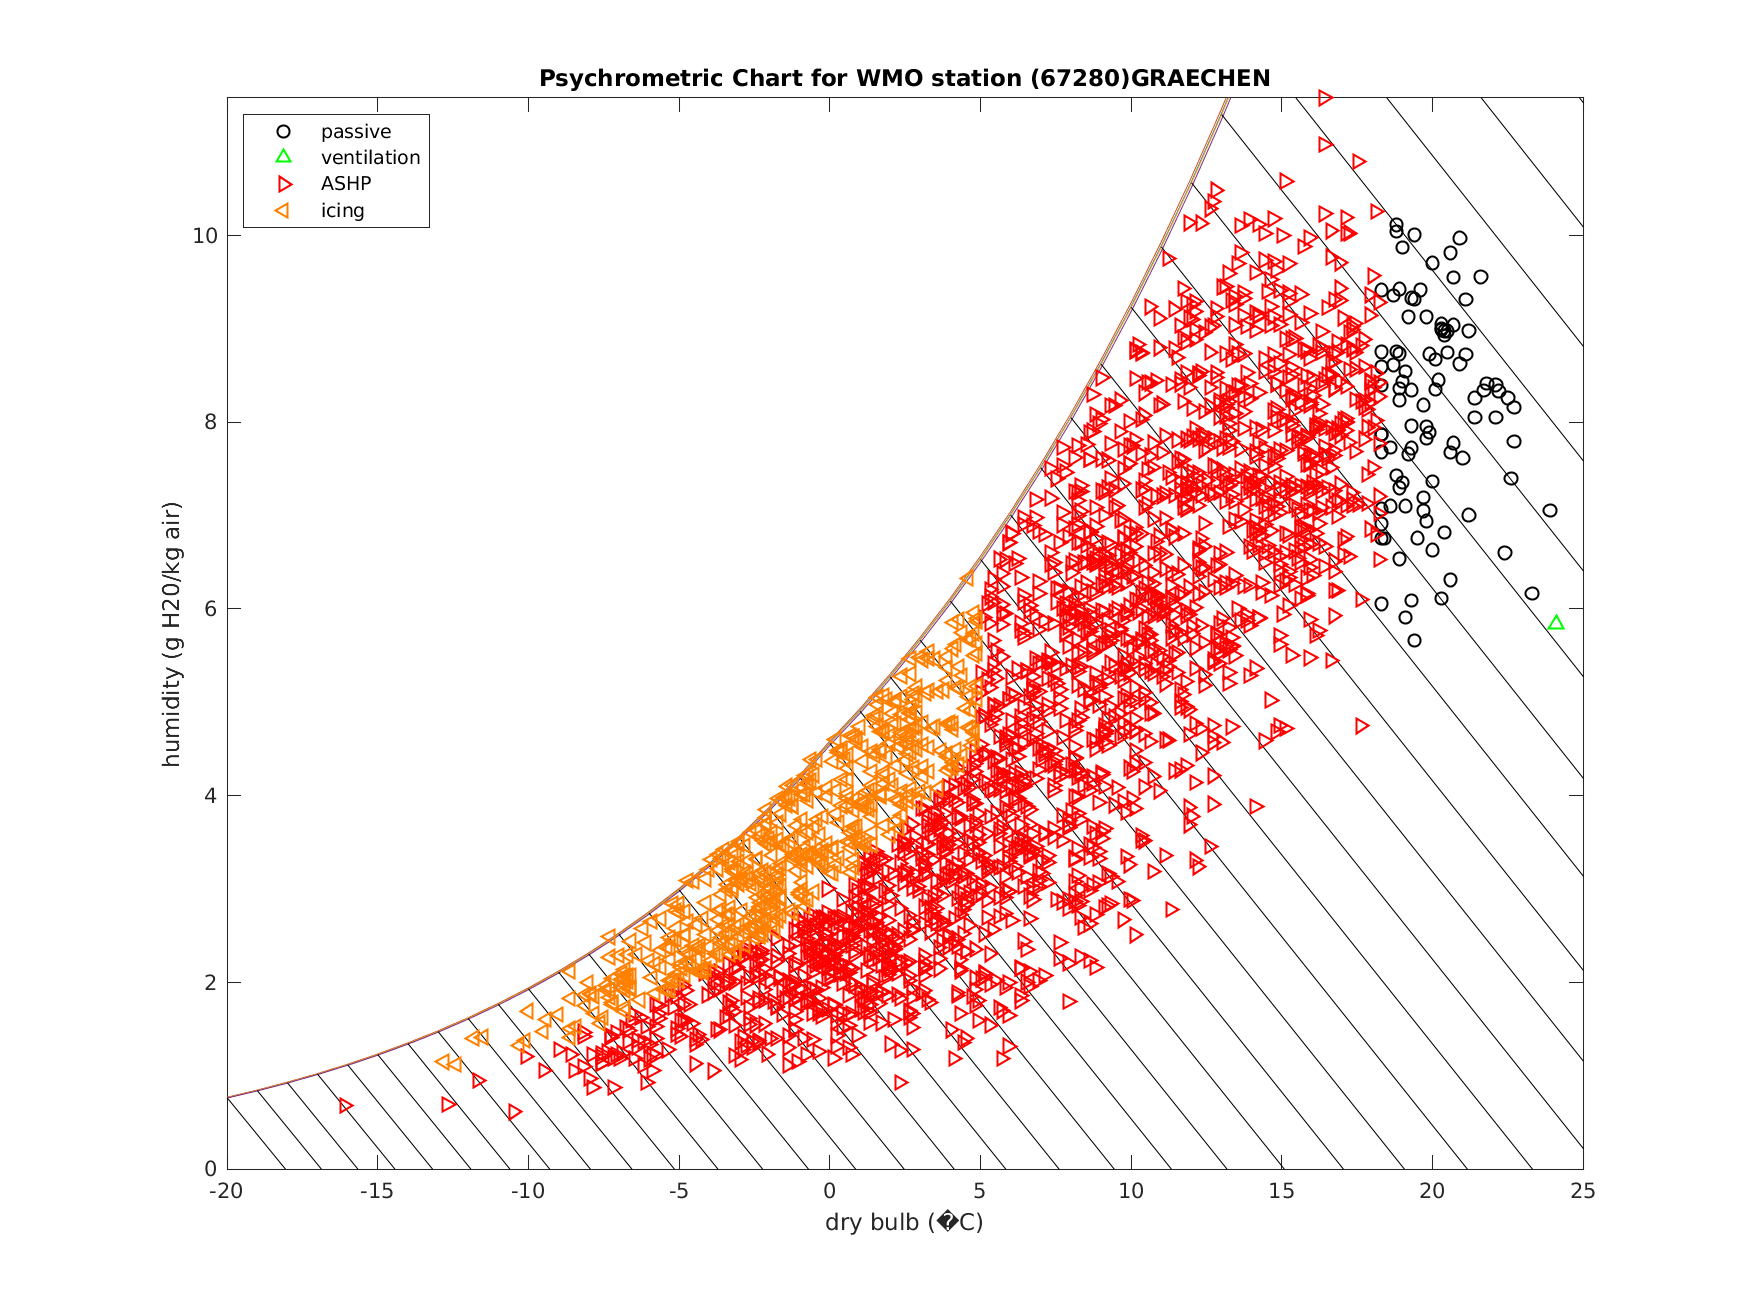 Psychrometric Chart for WMO station (67280)GRAECHEN
passive
ventilation
ASHP
icing
10
8
6
4
2
0
humidity (g H20/kg air)
-20 -15 -10 -5 0 5 10 15 20 25
dry bulb (�C)